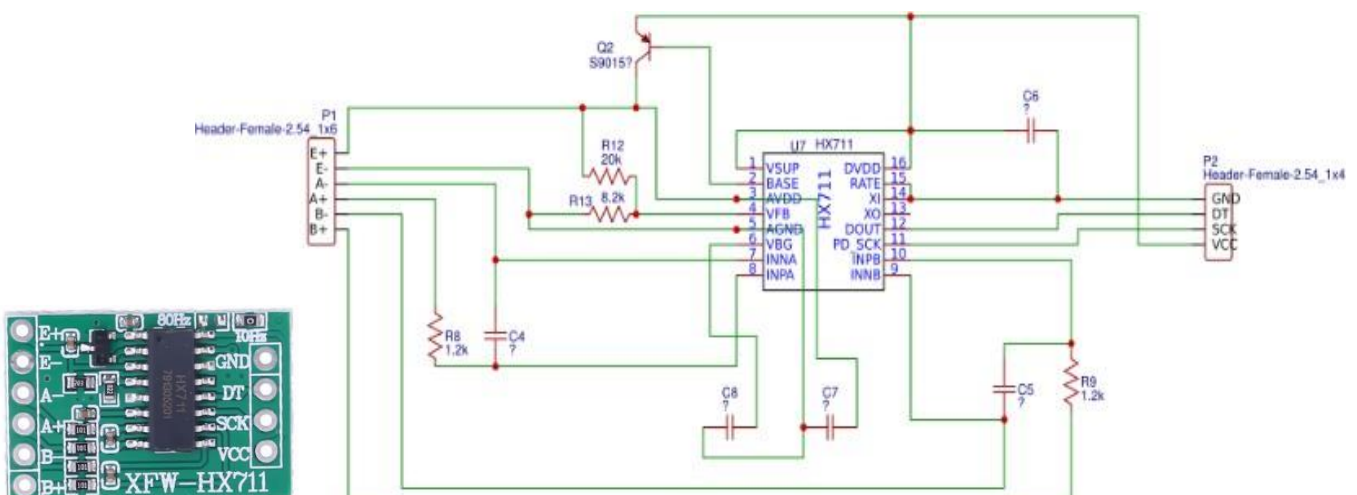 Q2
S9015?
P1
Header-Female-2.54_1x6
E+
E-
A-
A+
B-
B+
R12
20k
R13 8.2k
C6
?
U7 HX711
1 VSUP DVDD 16
2 BASE RATE 15
3 AVDD XI 14
4 VFB XO 13
5 AGND DOUT 12
6 VBG PD_SCK 11
7 INNA INPB 10
8 INPA INNB 9
HX711
P2
Header-Female-2.54_1x4
GND
DT
SCK
VCC
R8
1.2k
C4
?
C8
?
C7
?
C5
?
R9
1.2k
80Hz
10Hz
E+
E-
A-
A+
B-
B+
GND
DT
SCK
VCC
HX711
XFW-HX711